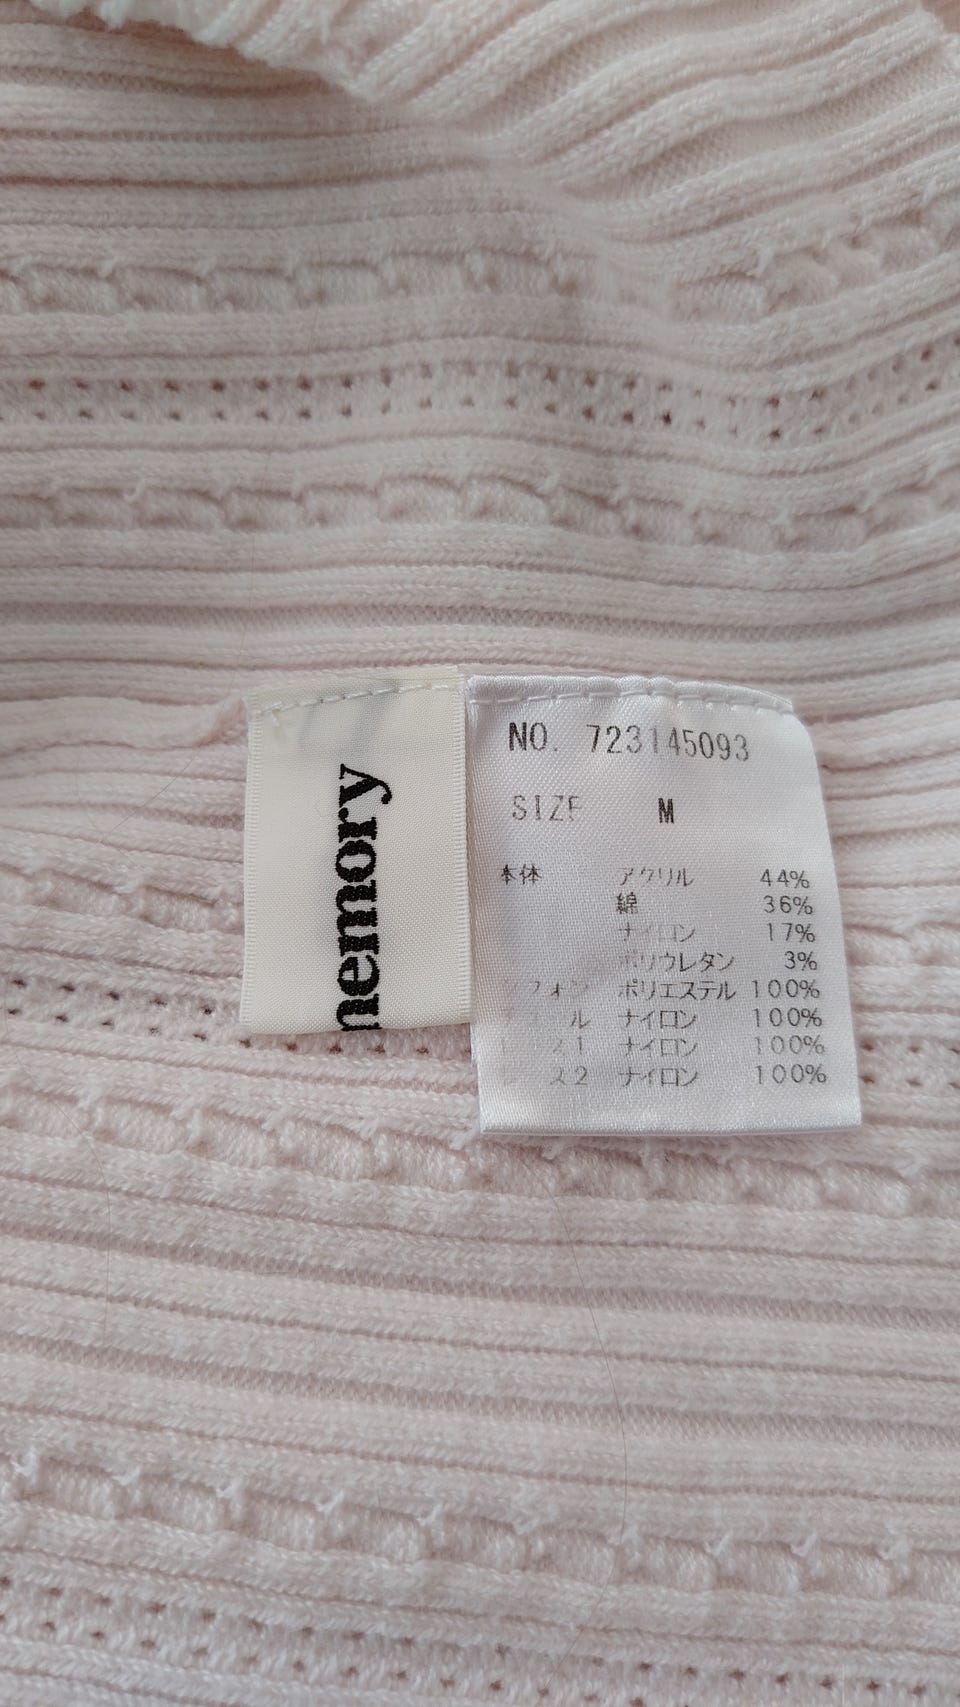 memory
NO. 723145093
SIZE M
本体 アクリル 44%
綿 36%
ナイロン 17%
ポリウレタン 3%
ポリエステル 100%
ナイロン 100%
ナイロン 100%
ナイロン 100%